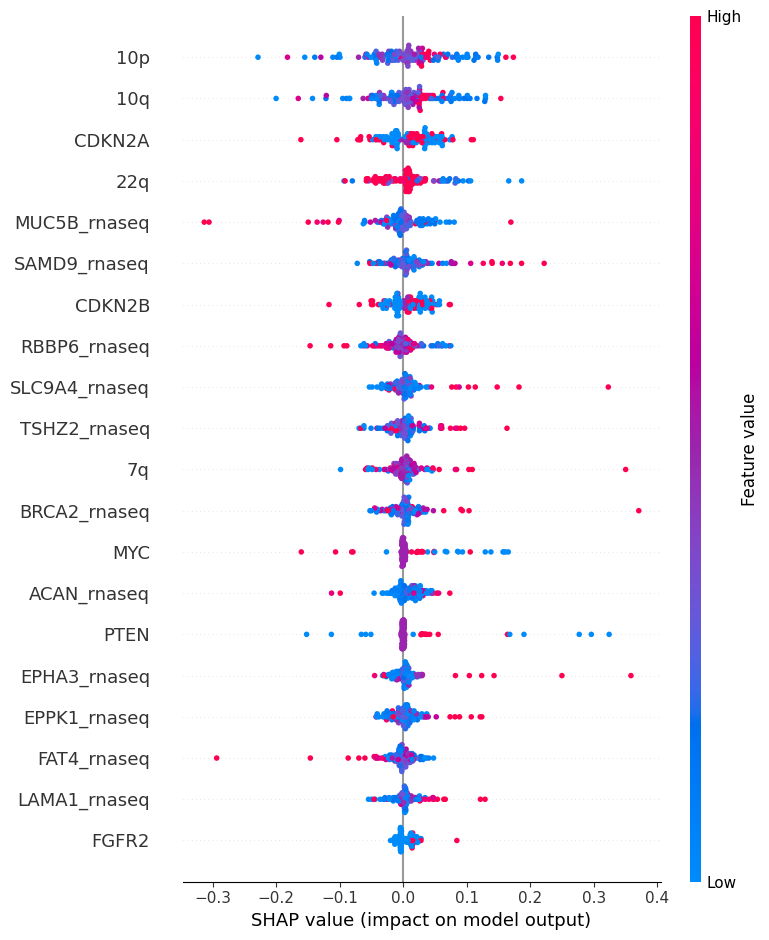 High
10p
10q
CDKN2A
22q
MUC5B_rnaseq
SAMD9_rnaseq
CDKN2B
RBBP6_rnaseq
SLC9A4_rnaseq
TSHZ2_rnaseq
7q
BRCA2_rnaseq
MYC
ACAN_rnaseq
PTEN
EPHA3_rnaseq
EPPK1_rnaseq
FAT4_rnaseq
LAMA1_rnaseq
FGFR2
Feature value
Low
−0.3 −0.2 −0.1 0.0 0.1 0.2 0.3 0.4
SHAP value (impact on model output)